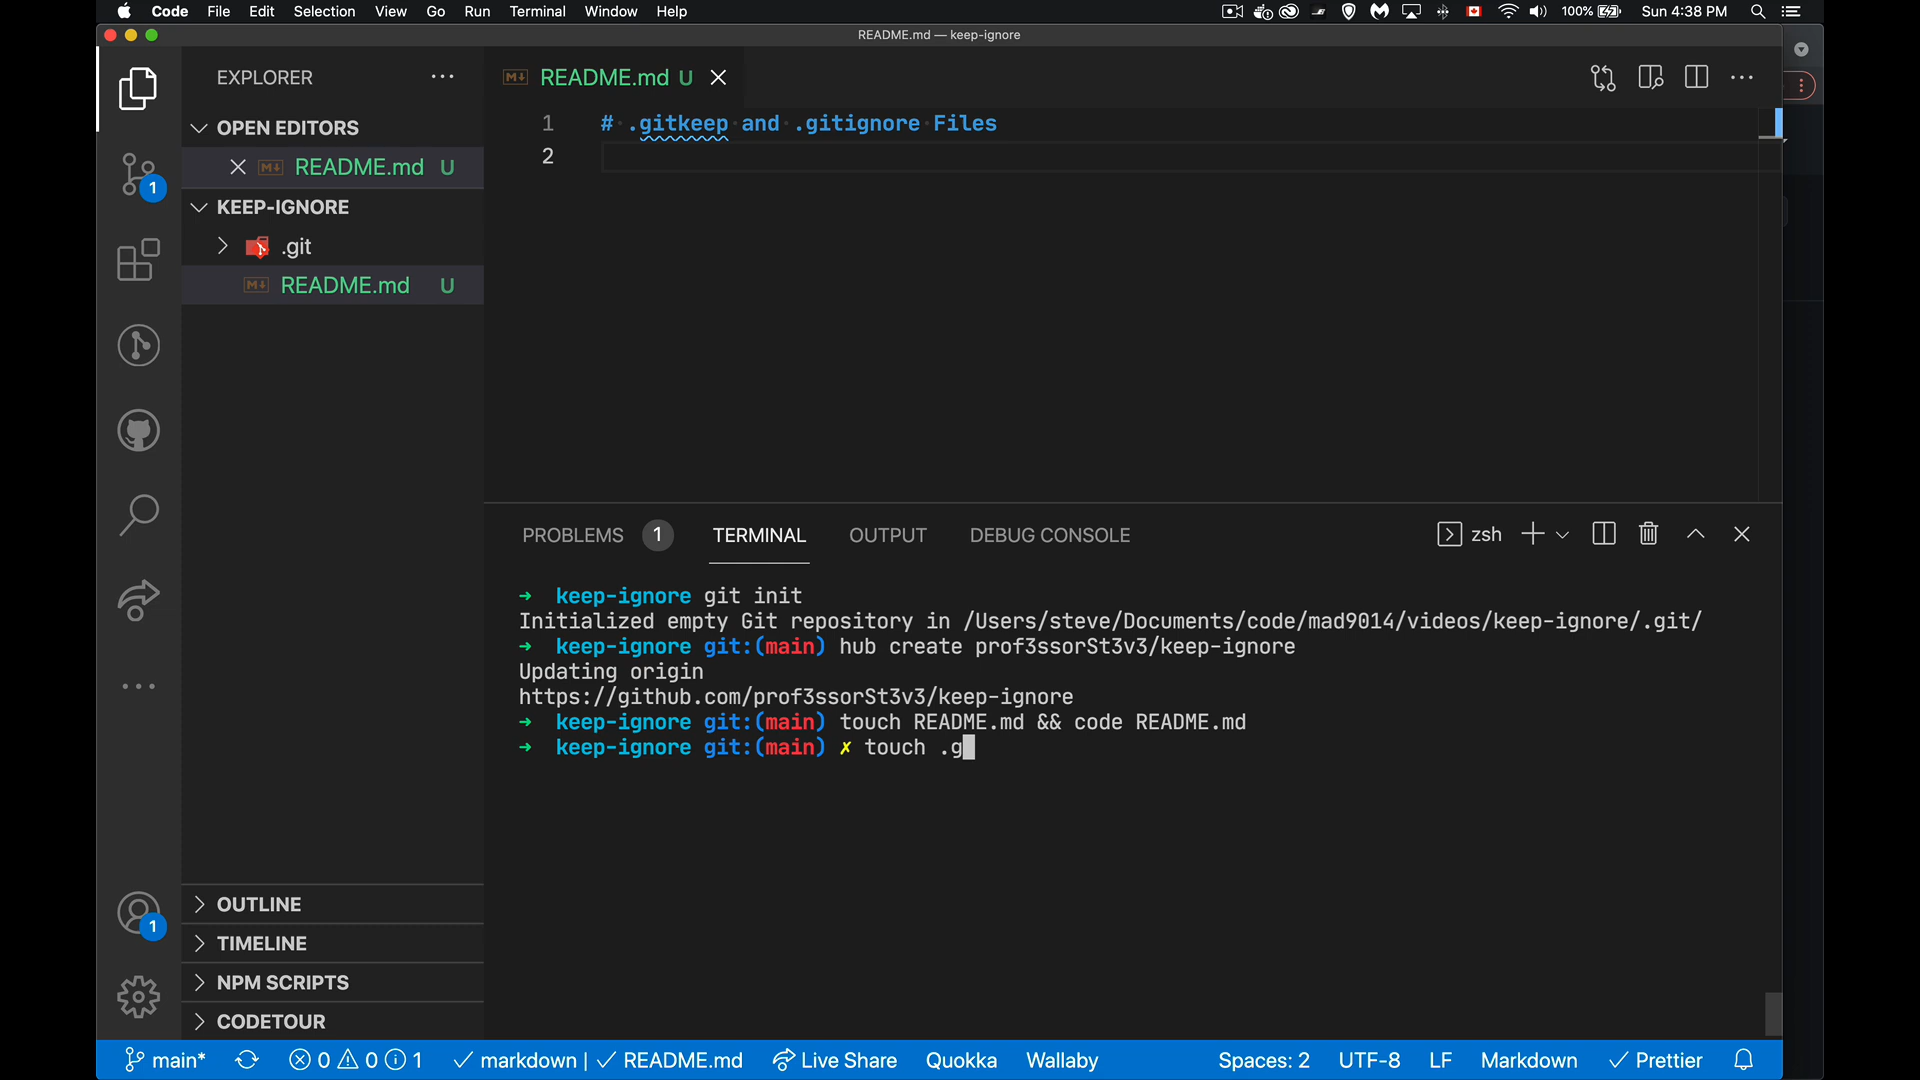 Code File Edit Selection View Go Run Terminal Window Help 100% Sun 4:38 PM
README.md — keep-ignore
EXPLORER
README.md U
OPEN EDITORS
README.md U
KEEP-IGNORE
.git
README.md U
1
1 # .gitkeep and .gitignore Files
2
PROBLEMS 1 TERMINAL OUTPUT DEBUG CONSOLE zsh
➜ keep-ignore git init
Initialized empty Git repository in /Users/steve/Documents/code/mad9014/videos/keep-ignore/.git/
➜ keep-ignore git:(main) hub create prof3ssorSt3v3/keep-ignore
Updating origin
https://github.com/prof3ssorSt3v3/keep-ignore
➜ keep-ignore git:(main) touch README.md && code README.md
➜ keep-ignore git:(main) ✗ touch .g
OUTLINE
TIMELINE
NPM SCRIPTS
CODETOUR
1
main* 0 0 1 markdown | README.md Live Share Quokka Wallaby Spaces: 2 UTF-8 LF Markdown Prettier